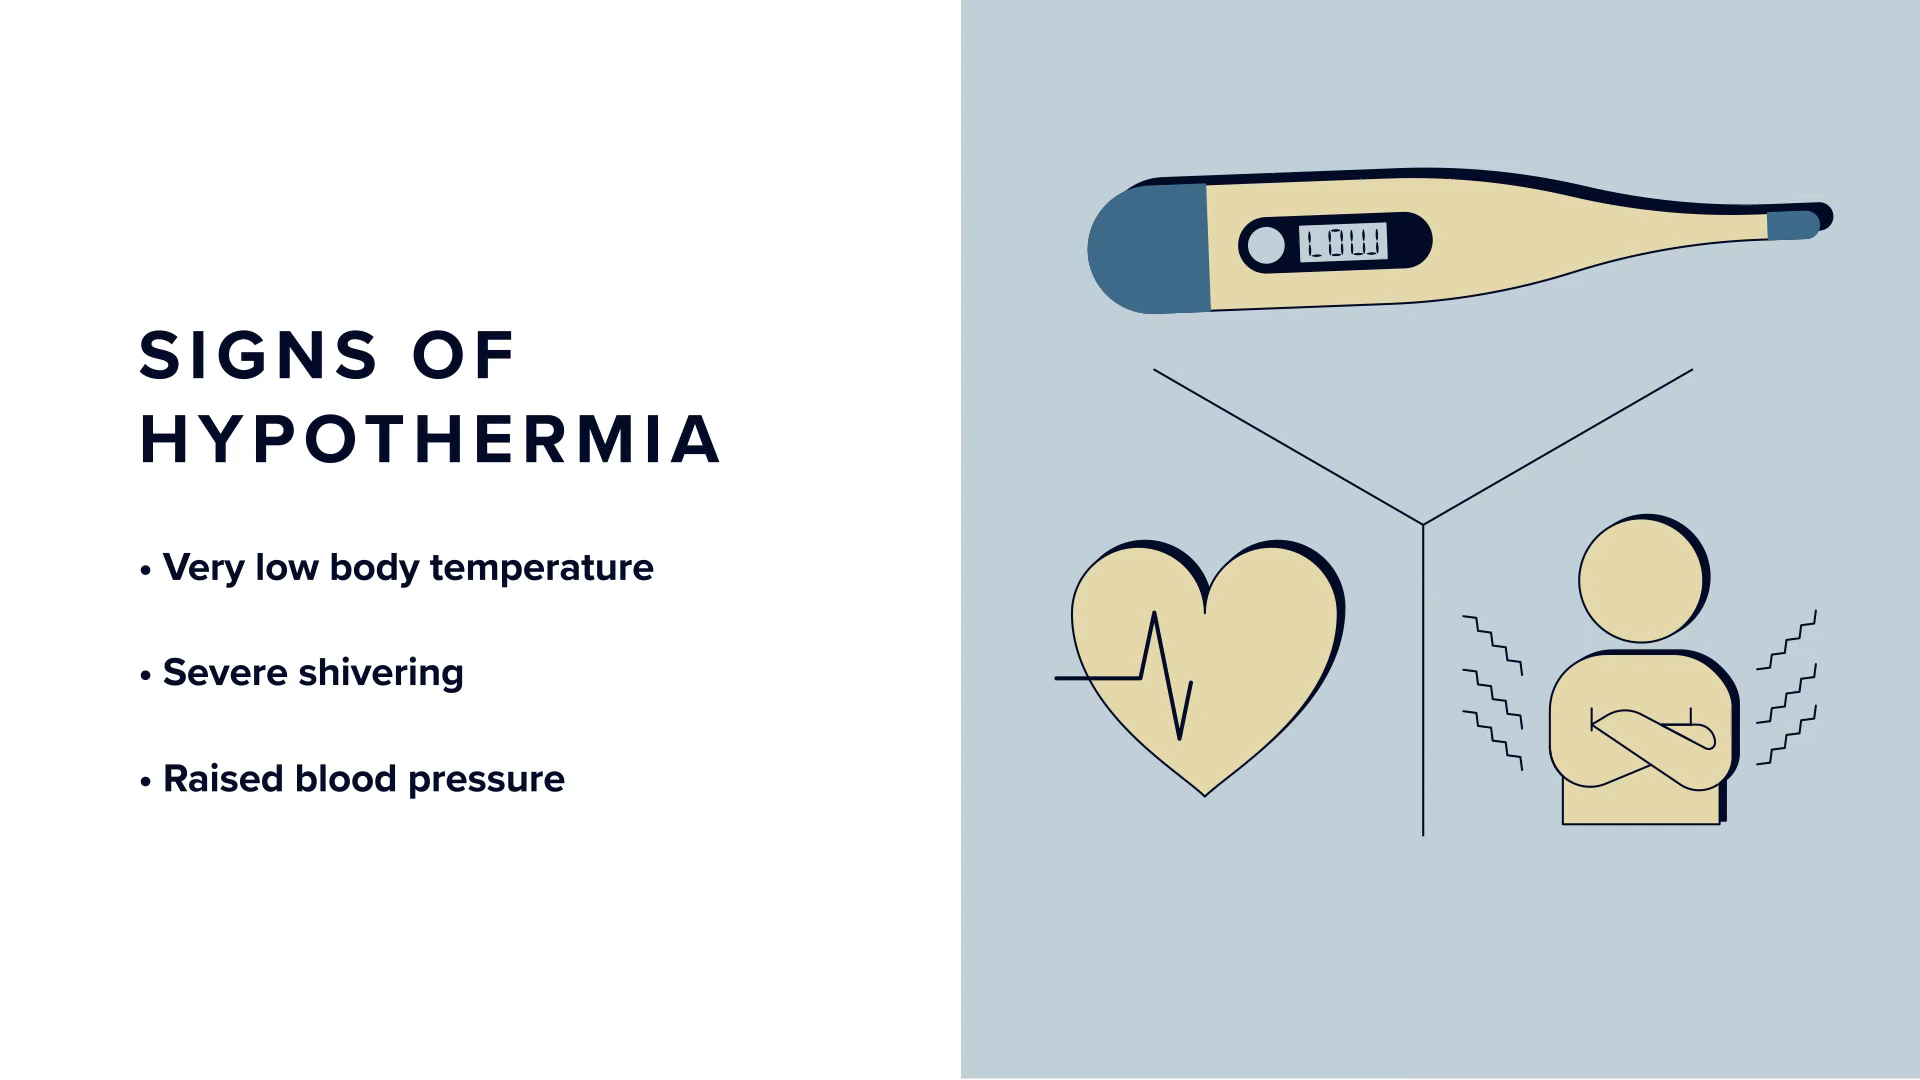 SIGNS OF
HYPOTHERMIA
• Very low body temperature
• Severe shivering
• Raised blood pressure
LOW